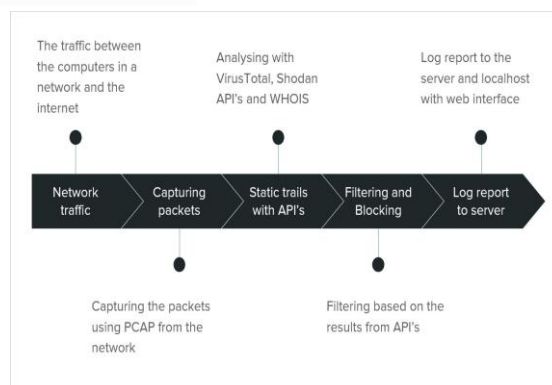 The traffic between
the computers in a
network and the
internet
Analysing with
VirusTotal, Shodan
API's and WHOIS
Log report to the
server and localhost
with web interface
Network
traffic
Capturing
packets
Static trails
with API's
Filtering and
Blocking
Log report
to server
Capturing the packets
using PCAP from the
network
Filtering based on the
results from API's